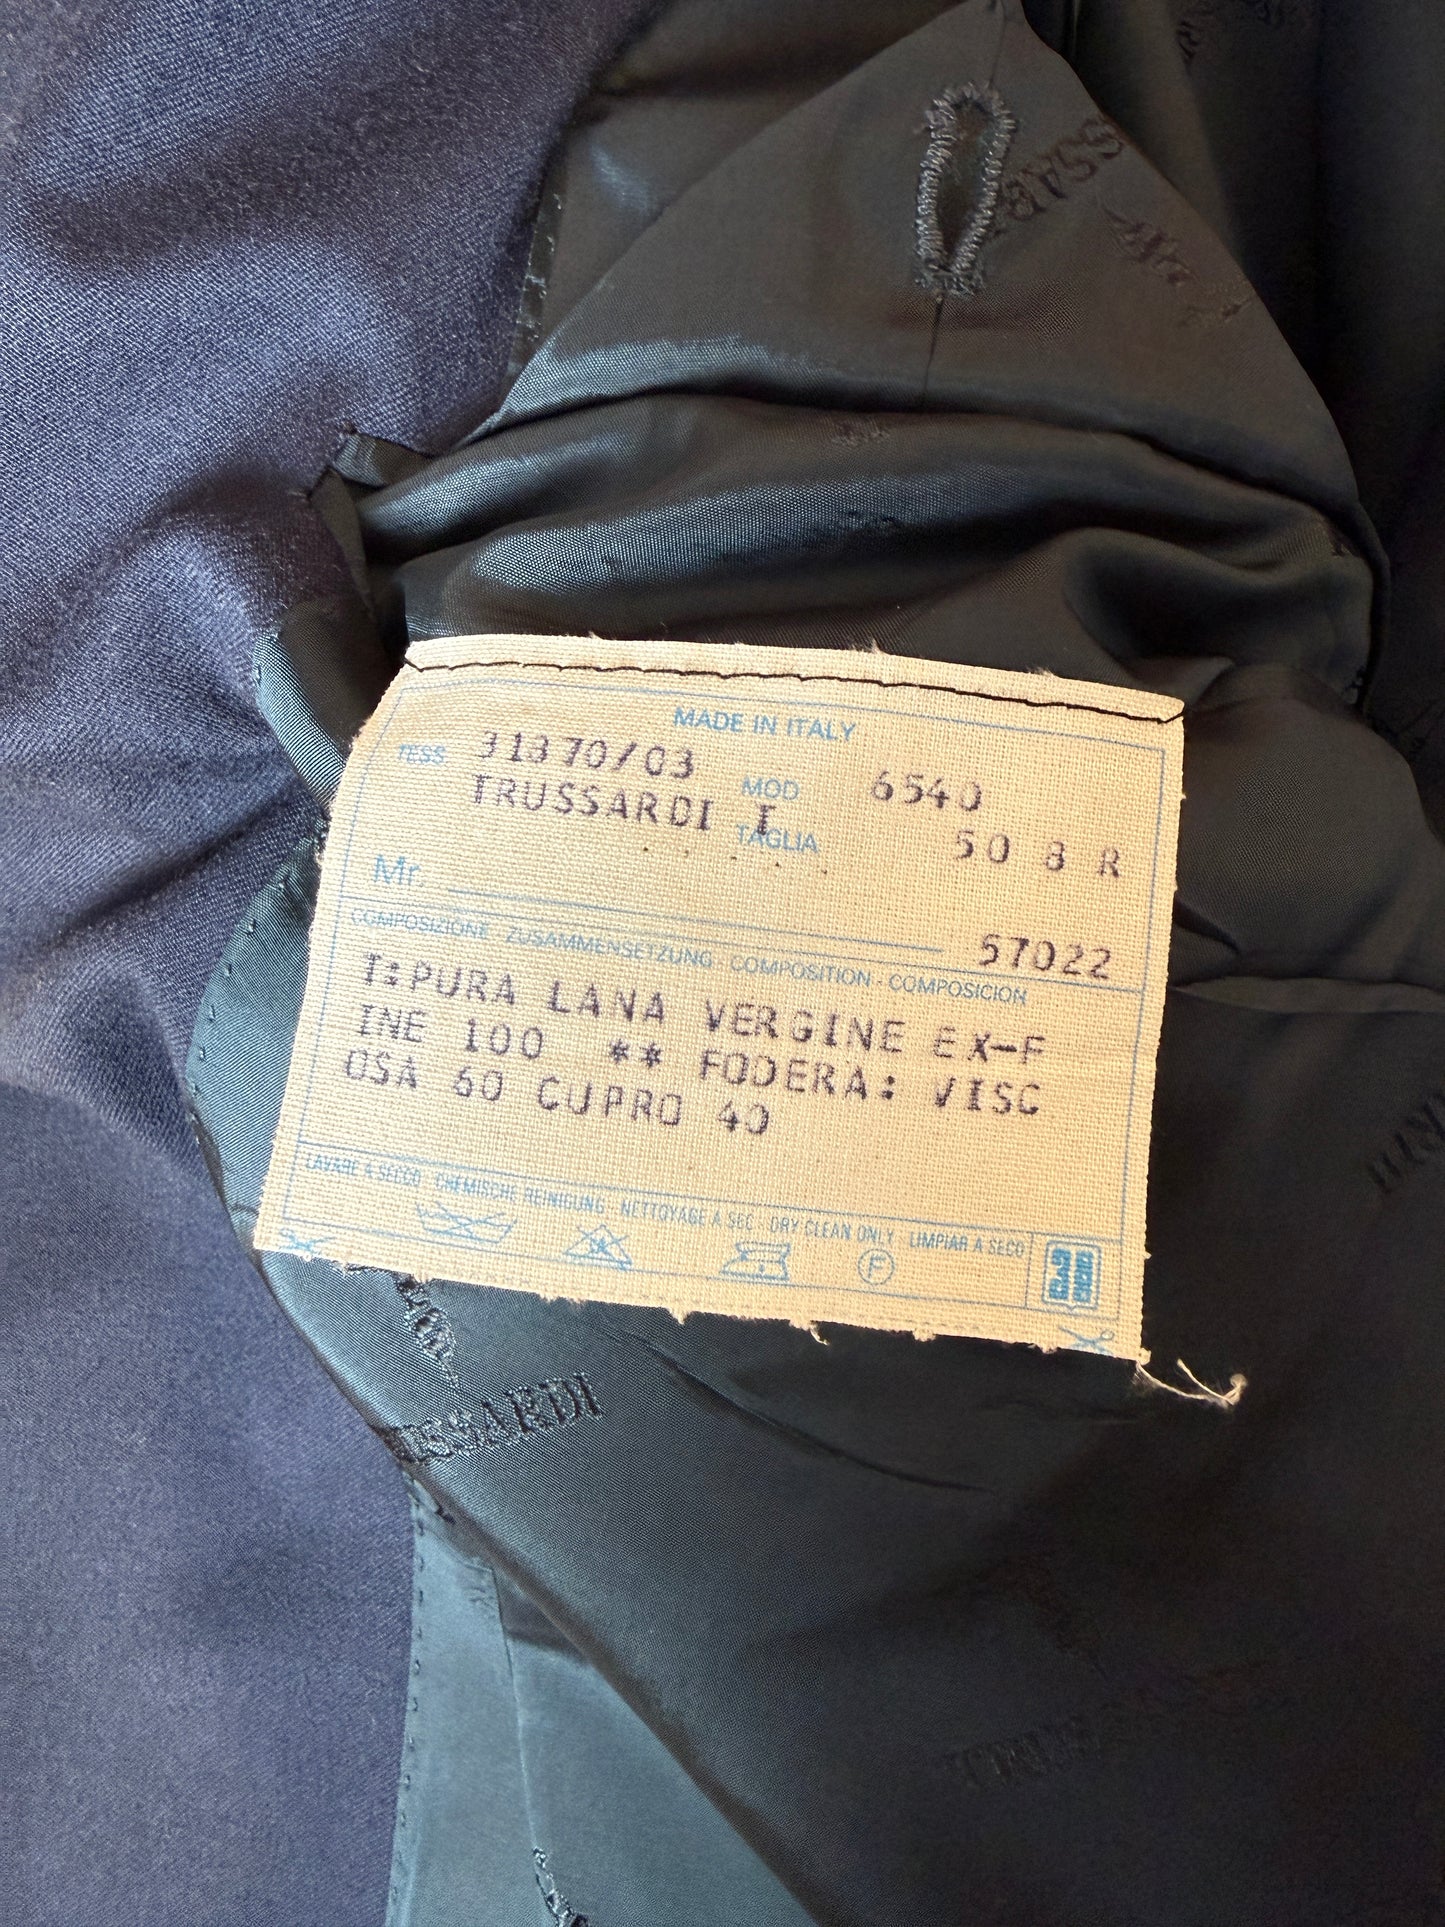 MADE IN ITALY
TESS 31370/03 MOD 6540
TRUSSARDI I TAGLIA 50 8 R
Mr. 57022
COMPOSIZIONE · ZUSAMMENSETZUNG · COMPOSITION · COMPOSICION
T:PURA LANA VERGINE EX-F
INE 100 ** FODERA: VISC
OSA 60 CUPRO 40
LAVARE A SECCO · CHEMISCHE REINIGUNG · NETTOYAGE A SEC · DRY CLEAN ONLY · LIMPIAR A SECO
F
USSARDI